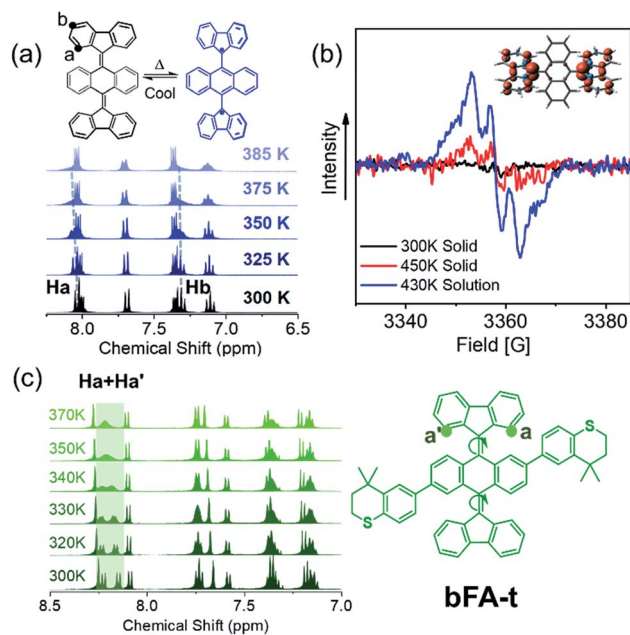 (a)
b
a
Δ
Cool
385 K
375 K
350 K
325 K
Ha
Hb
300 K
8.0 7.5 7.0 6.5
Chemical Shift (ppm)
(b)
Intensity
300K Solid
450K Solid
430K Solution
3340 3360 3380
Field [G]
(c)
Ha+Ha'
370K
350K
340K
330K
320K
300K
8.5 8.0 7.5 7.0
Chemical Shift (ppm)
a' a
S
S
bFA-t